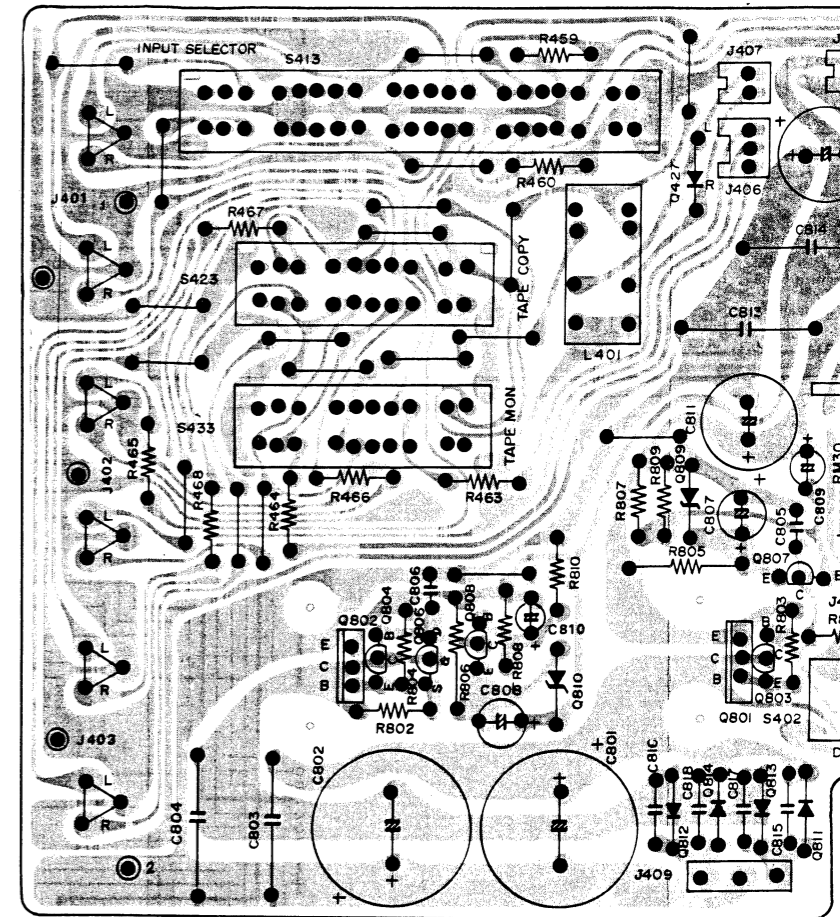 INPUT SELECTOR
S413
R459
J407
L
R
R460
Q427
L
R
J406
+
J401
1
R467
L
R
S423
TAPE COPY
L401
C814
C813
L
R
S433
TAPE MON.
C811
+
J402
R465
R468
R464
R466
R463
R807
R809
Q809
C807
+
C805
+
C809
RM30
L
R
R805
Q807
E
C
E
R810
Q802
Q804
C806
Q806
Q808
B
R808
C810
+
E
C
B
B
C
E
R804
D
G
S
R806
C
E
R802
+
Q810
R803
E
C
B
B
C
E
Q803
Q801
S402
L
R
J403
C802
+
C801
C804
C803
+
+
L
R
2
C818
Q814
C817
Q813
Q812
C815
Q811
J409